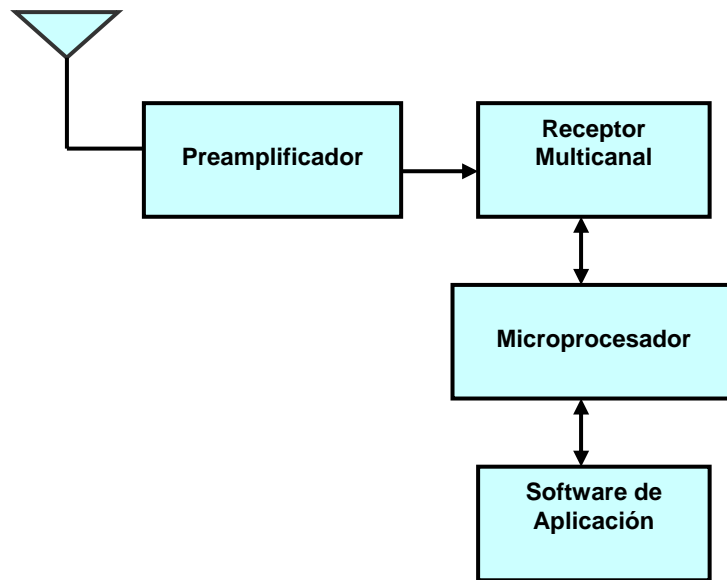 Preamplificador
Receptor
Multicanal
Microprocesador
Software de
Aplicación